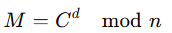 M = C^d mod n